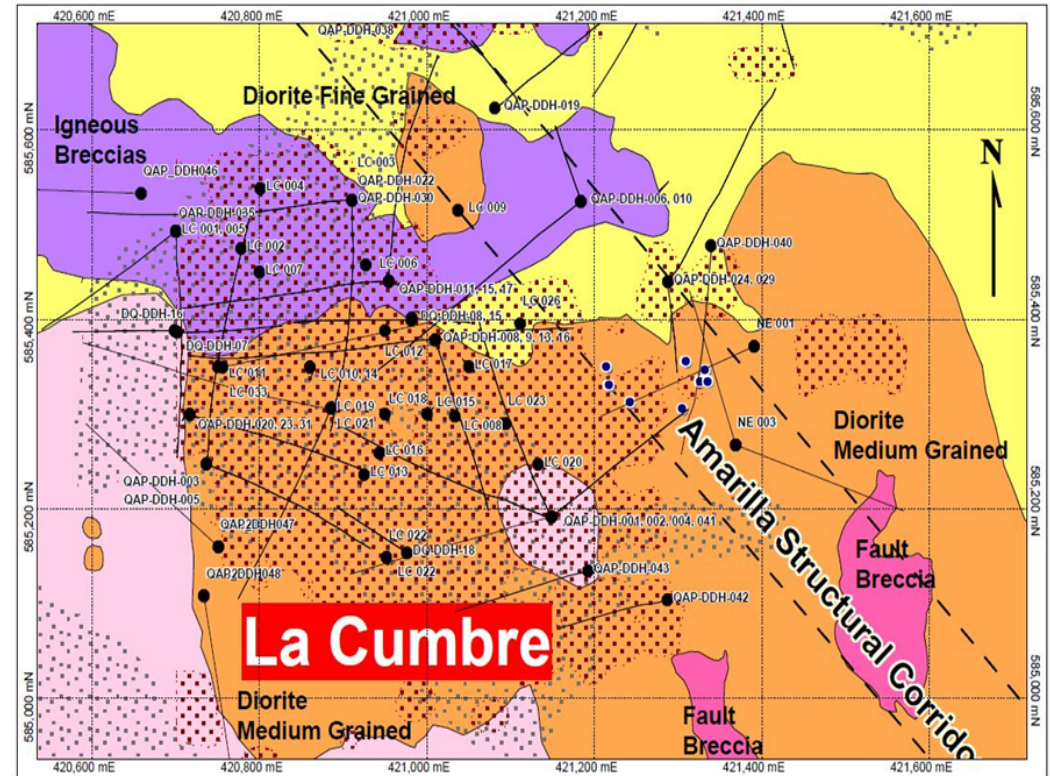 420,600 mE
420,800 mE
421,000 mE
421,200 mE
421,400 mE
421,600 mE
QAP-DDH-038
Diorite Fine Grained
QAP-DDH-019
585,600 mN
585,600 mN
Igneous
Breccias
N
LC 003
QAP_DDH046
QAP-DDH-022
LC 004
QAP-DDH-030
QAP-DDH-006, 010
QAP-DDH-035
LC 009
LC 001, 005
LC 002
QAP-DDH-040
LC 007
LC 006
QAP-DDH-024, 029
QAP-DDH-011, 15, 17
LC 026
DQ-DDH-16
DQ-DDH-08, 15
585,400 mN
585,400 mN
NE 001
QAP-DDH-008, 9, 13, 16
DQ-DDH-07
LC 012
LC 011
LC 010, 14
LC 017
LC 033
LC 019
LC 018
LC 015
LC 023
Diorite
Medium Grained
QAP-DDH-020, 23, 31
LC 021
LC 008
NE 003
LC 016
LC 020
LC 013
QAP-DDH-003
QAP-DDH-005
585,200 mN
585,200 mN
QAP-DDH-001, 002, 004, 041
QAP2DDH047
LC 022
DQ-DDH-18
LC 022
Fault
Breccia
QAP2DDH048
QAP-DDH-043
QAP-DDH-042
Amarilla Structural Corrido
La Cumbre
585,000 mN
585,000 mN
Diorite
Medium Grained
Fault
Breccia
420,600 mE
420,800 mE
421,000 mE
421,200 mE
421,400 mE
421,600 mE